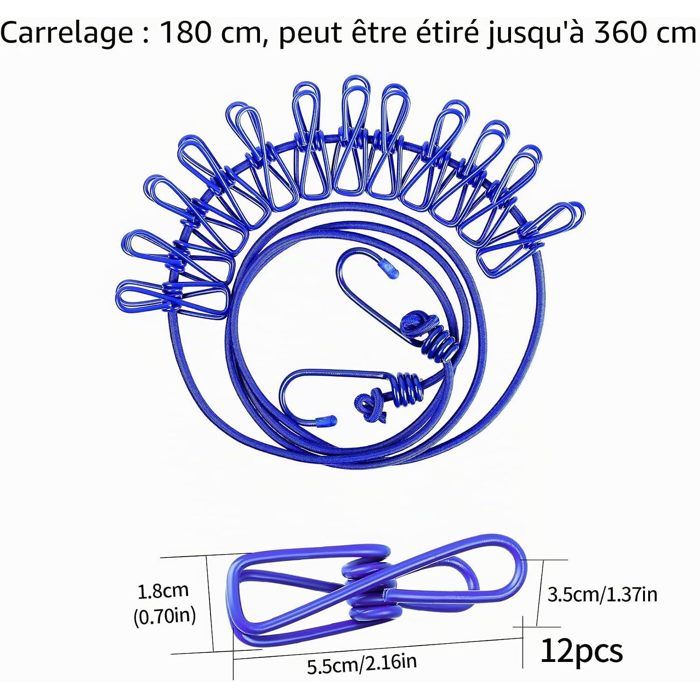 Carrelage : 180 cm, peut être étiré jusqu'à 360 cm
1.8cm
(0.70in)
3.5cm/1.37in
5.5cm/2.16in
12pcs